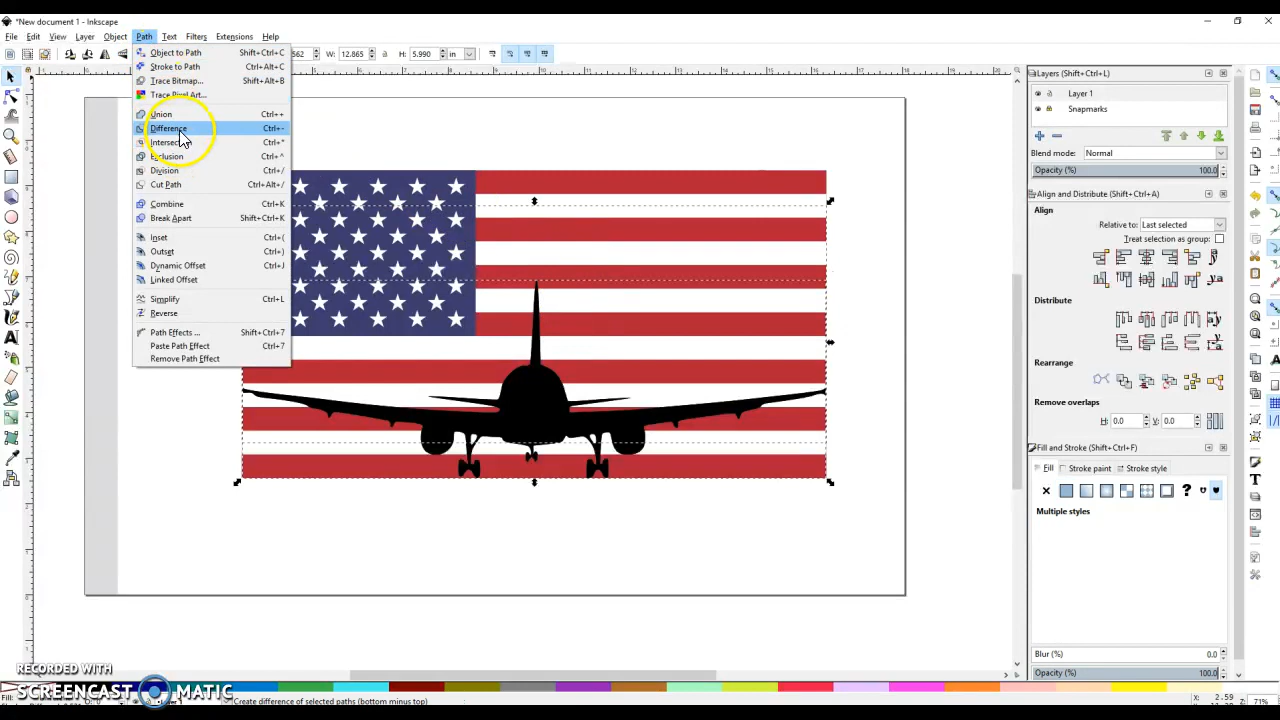 *New document 1 - Inkscape
File Edit View Layer Object Path Text Filters Extensions Help
W: 12.865 H: 5.990 in
Object to Path Shift+Ctrl+C
Stroke to Path Ctrl+Alt+C
Trace Bitmap... Shift+Alt+B
Trace Pixel Art...
Union Ctrl++
Difference Ctrl+-
Intersection Ctrl+*
Exclusion Ctrl+^
Division Ctrl+/
Cut Path Ctrl+Alt+/
Combine Ctrl+K
Break Apart Shift+Ctrl+K
Inset Ctrl+(
Outset Ctrl+)
Dynamic Offset Ctrl+J
Linked Offset
Simplify Ctrl+L
Reverse
Path Effects ... Shift+Ctrl+7
Paste Path Effect Ctrl+7
Remove Path Effect
Layers (Shift+Ctrl+L)
Layer 1
Snapmarks
Blend mode: Normal
Opacity (%) 100.0
Align and Distribute (Shift+Ctrl+A)
Align
Relative to: Last selected
Treat selection as group:
Distribute
Rearrange
Remove overlaps
H: 0.0 V: 0.0
Fill and Stroke (Shift+Ctrl+F)
Fill Stroke paint Stroke style
Multiple styles
Blur (%) 0.0
Opacity (%) 100.0
RECORDED WITH
SCREENCAST MATIC
Create difference of selected paths (bottom minus top)
X: 2.59
Z: 71%